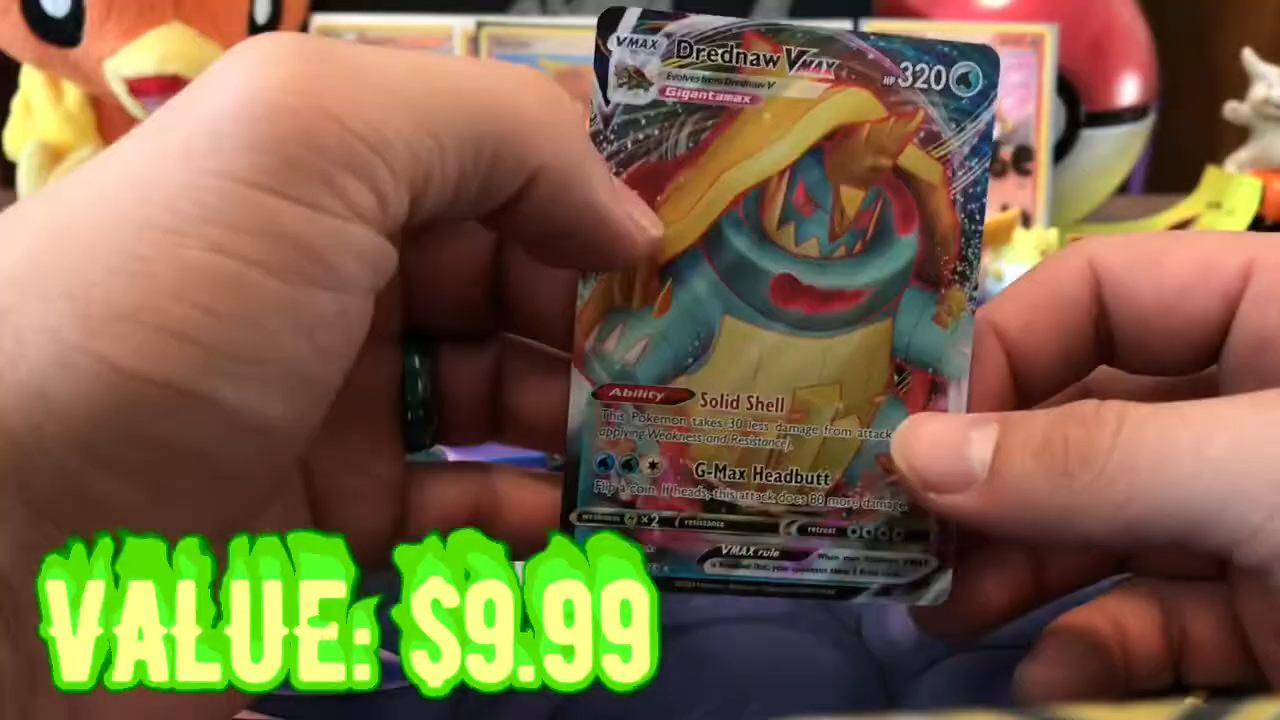 VMAX Drednaw VMAX HP 320
Evolves from Drednaw V
Gigantamax
Ability Solid Shell
This Pokémon takes 30 less damage from attack
applying Weakness and Resistance).
G-Max Headbutt
Flip a coin. If heads, this attack does 80 more damage.
weakness ×2 resistance retreat
VMAX rule When your Pokémon VMAX
is Knocked Out, your opponent takes 3 Prize cards.
VALUE: $9.99